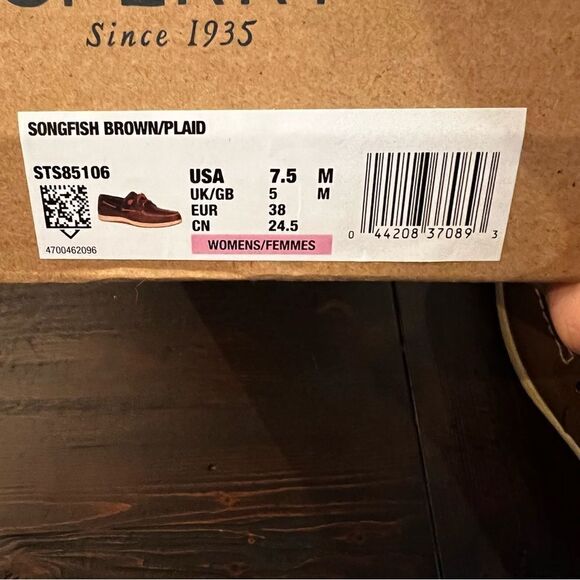 SPERRY
Since 1935
SONGFISH BROWN/PLAID
STS85106
4700462096
USA 7.5 M
UK/GB 5 M
EUR 38
CN 24.5
WOMENS/FEMMES
0 44208 37089 3